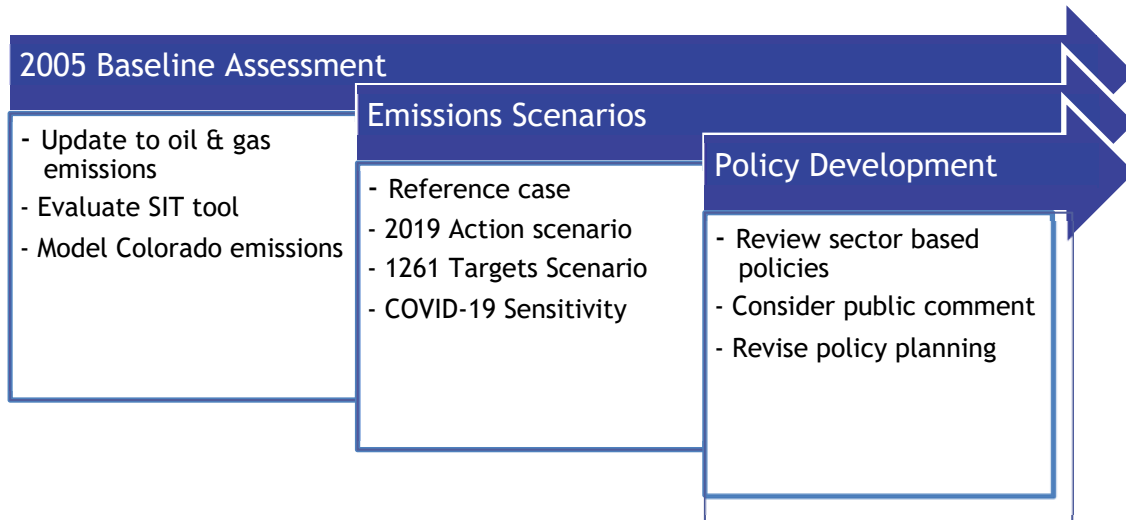 2005 Baseline Assessment
- Update to oil & gas
emissions
- Evaluate SIT tool
- Model Colorado emissions
Emissions Scenarios
- Reference case
- 2019 Action scenario
- 1261 Targets Scenario
- COVID-19 Sensitivity
Policy Development
- Review sector based
policies
- Consider public comment
- Revise policy planning